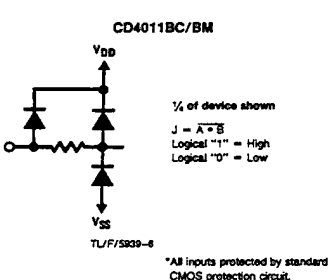 CD4011BC/BM
VDD
¼ of device shown
J = A • B
Logical "1" = High
Logical "0" = Low
VSS
TL/F/5939–6
*All inputs protected by standard
CMOS protection circuit.